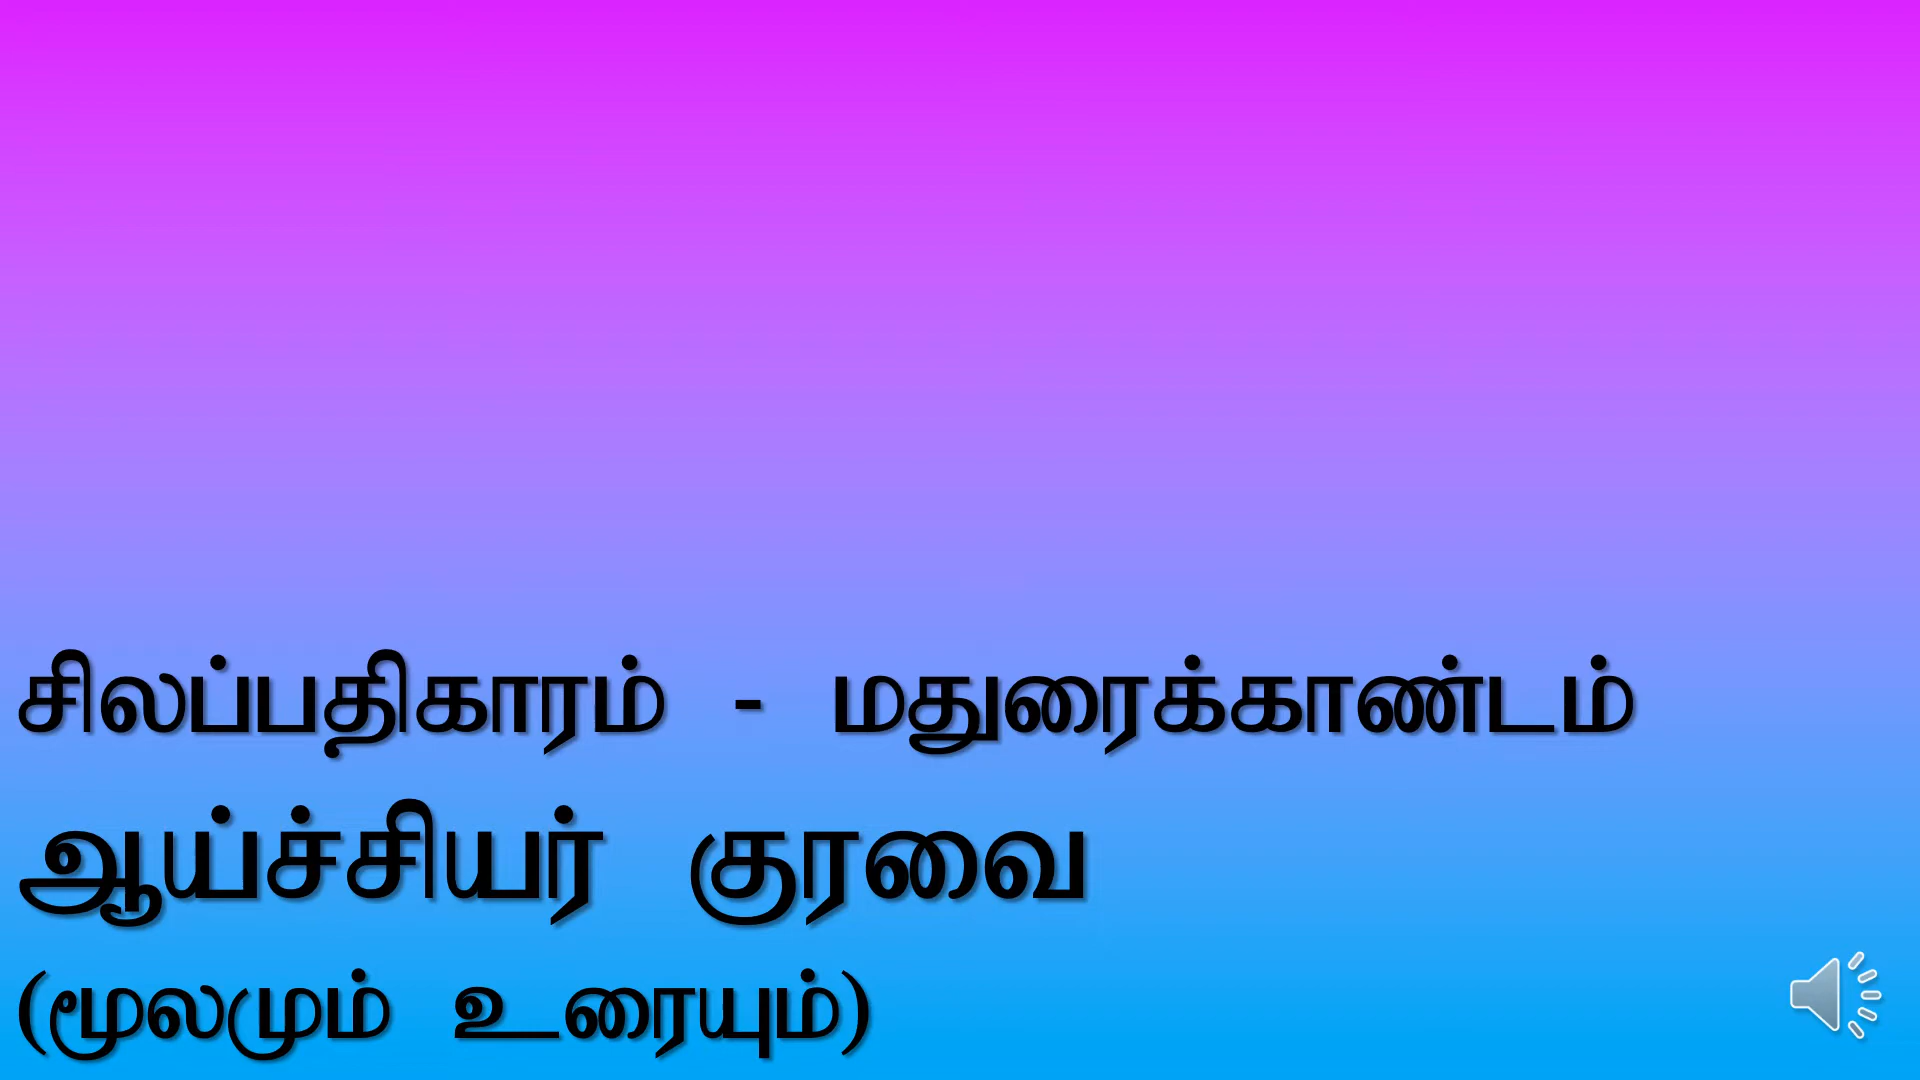 சிலப்பதிகாரம் - மதுரைக்காண்டம்
ஆய்ச்சியர் குரவை
(மூலமும் உரையும்)